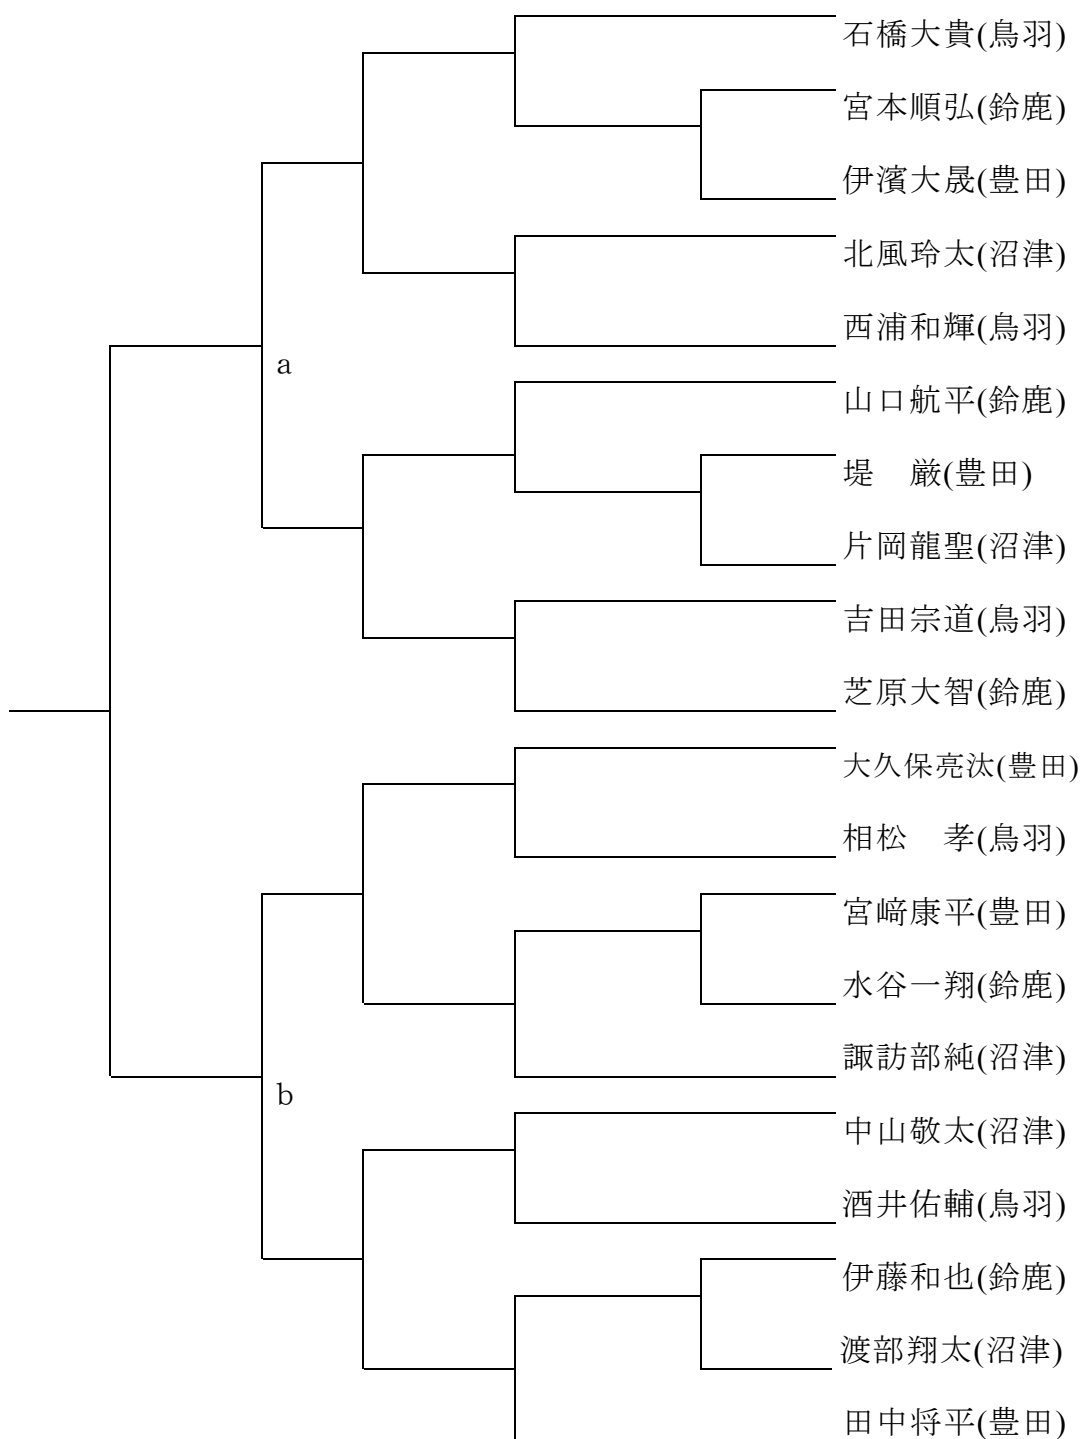 石橋大貴(鳥羽)
宮本順弘(鈴鹿)
伊濱大晟(豊田)
北風玲太(沼津)
西浦和輝(鳥羽)
a
山口航平(鈴鹿)
堤　厳(豊田)
片岡龍聖(沼津)
吉田宗道(鳥羽)
芝原大智(鈴鹿)
大久保亮汰(豊田)
相松　孝(鳥羽)
宮﨑康平(豊田)
水谷一翔(鈴鹿)
諏訪部純(沼津)
b
中山敬太(沼津)
酒井佑輔(鳥羽)
伊藤和也(鈴鹿)
渡部翔太(沼津)
田中将平(豊田)